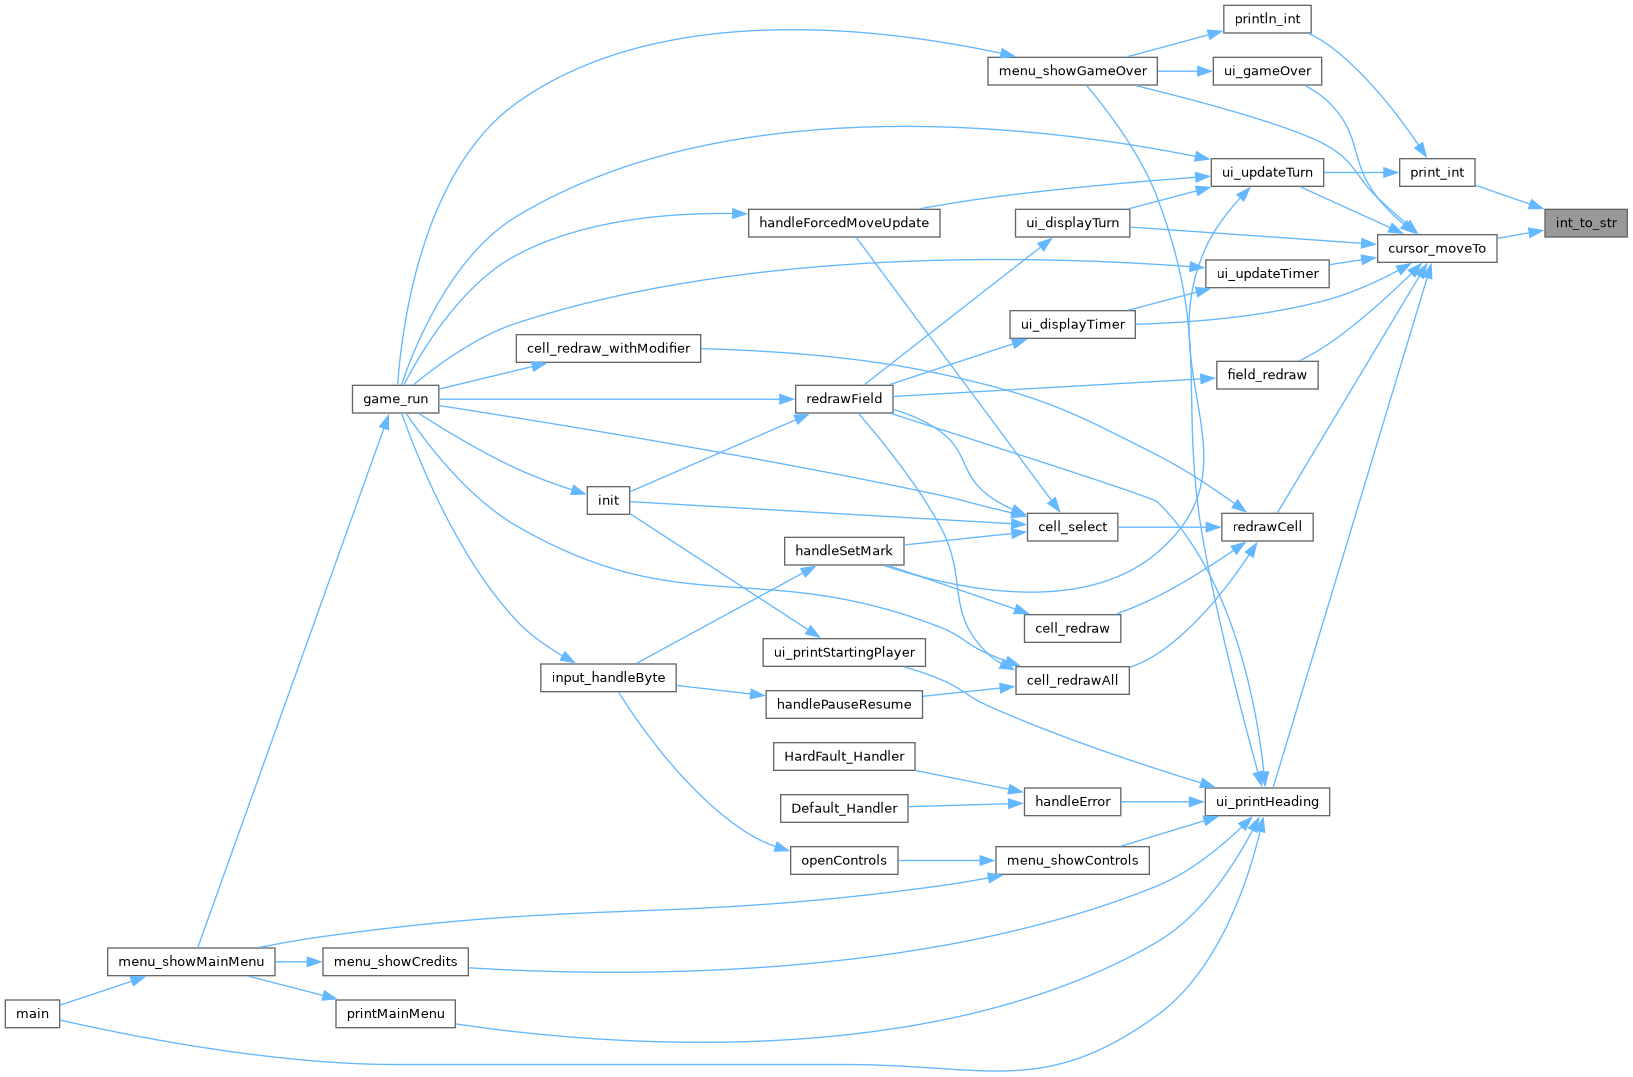 println_int
menu_showGameOver
ui_gameOver
ui_updateTurn
print_int
handleForcedMoveUpdate
ui_displayTurn
int_to_str
cursor_moveTo
ui_updateTimer
ui_displayTimer
cell_redraw_withModifier
field_redraw
game_run
redrawField
init
cell_select
redrawCell
handleSetMark
cell_redraw
ui_printStartingPlayer
input_handleByte
cell_redrawAll
handlePauseResume
HardFault_Handler
Default_Handler
handleError
ui_printHeading
openControls
menu_showControls
menu_showMainMenu
menu_showCredits
main
printMainMenu